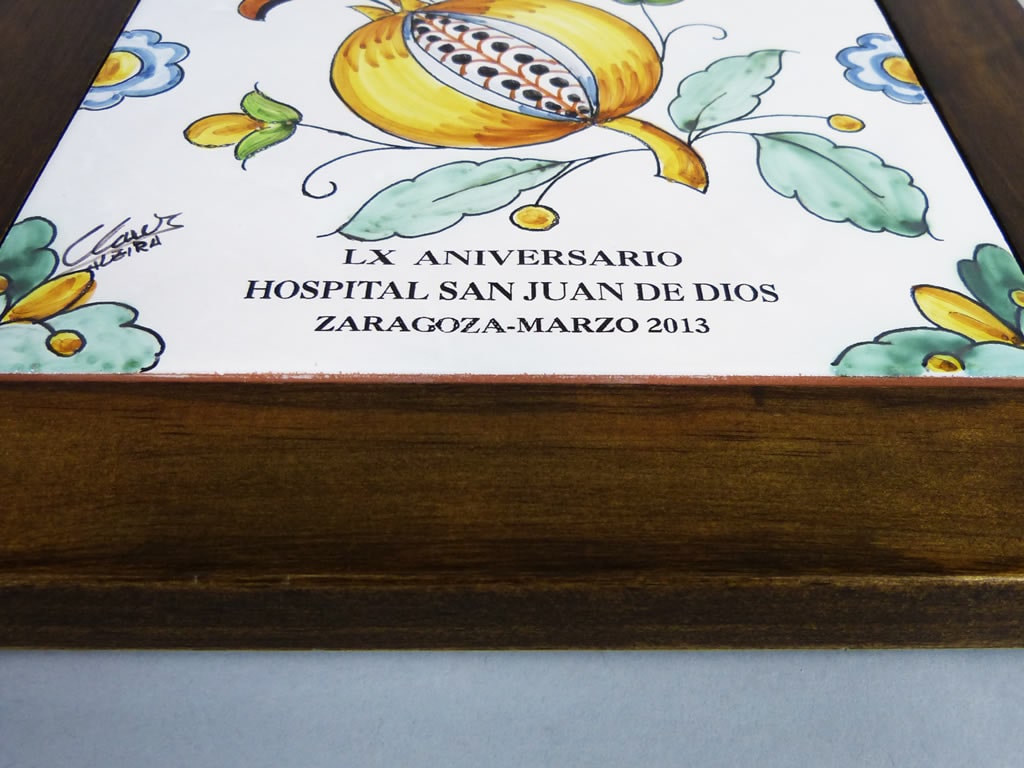 LX ANIVERSARIO
HOSPITAL SAN JUAN DE DIOS
ZARAGOZA-MARZO 2013